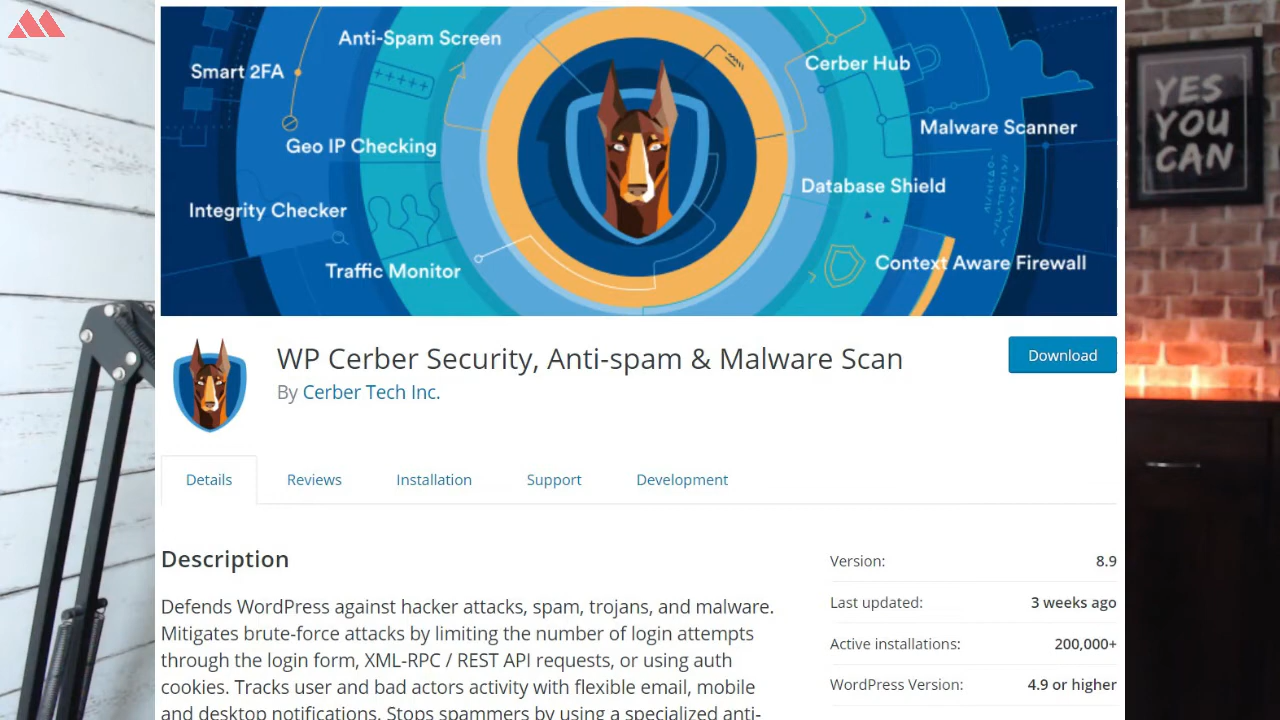 Anti-Spam Screen
Smart 2FA
Cerber Hub
Geo IP Checking
Malware Scanner
Integrity Checker
Database Shield
Traffic Monitor
Context Aware Firewall
YES
YOU
CAN
WP Cerber Security, Anti-spam & Malware Scan
By Cerber Tech Inc.
Download
Details Reviews Installation Support Development
Description
Defends WordPress against hacker attacks, spam, trojans, and malware.
Mitigates brute-force attacks by limiting the number of login attempts
through the login form, XML-RPC / REST API requests, or using auth
cookies. Tracks user and bad actors activity with flexible email, mobile
and desktop notifications. Stops spammers by using a specialized anti-
Version: 8.9
Last updated: 3 weeks ago
Active installations: 200,000+
WordPress Version: 4.9 or higher